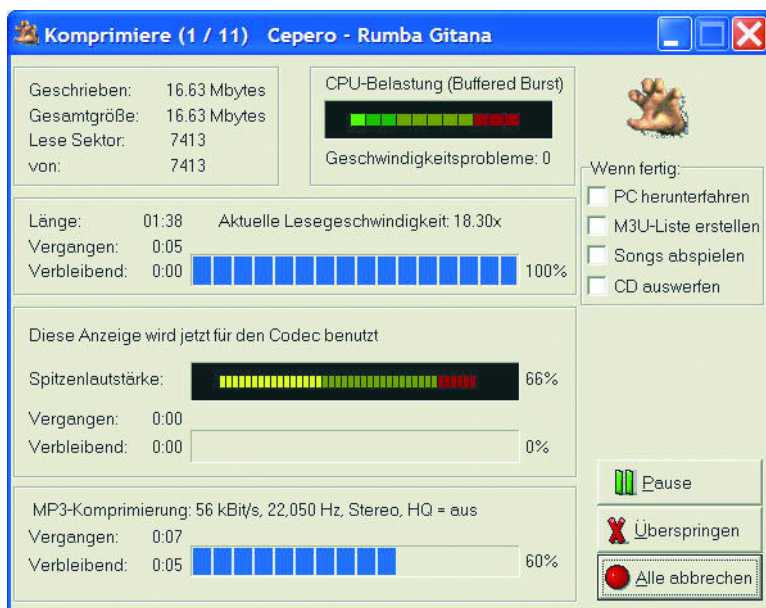 Komprimiere (1 / 11) Cepero - Rumba Gitana
Geschrieben: 16.63 Mbytes
Gesamtgröße: 16.63 Mbytes
Lese Sektor: 7413
von: 7413
CPU-Belastung (Buffered Burst)
Geschwindigkeitsprobleme: 0
Wenn fertig:
PC herunterfahren
M3U-Liste erstellen
Songs abspielen
CD auswerfen
Länge: 01:38 Aktuelle Lesegeschwindigkeit: 18.30x
Vergangen: 0:05
Verbleibend: 0:00 100%
Diese Anzeige wird jetzt für den Codec benutzt
Spitzenlautstärke: 66%
Vergangen: 0:00
Verbleibend: 0:00 0%
MP3-Komprimierung: 56 kBit/s, 22,050 Hz, Stereo, HQ = aus
Vergangen: 0:07
Verbleibend: 0:05 60%
Pause
Überspringen
Alle abbrechen